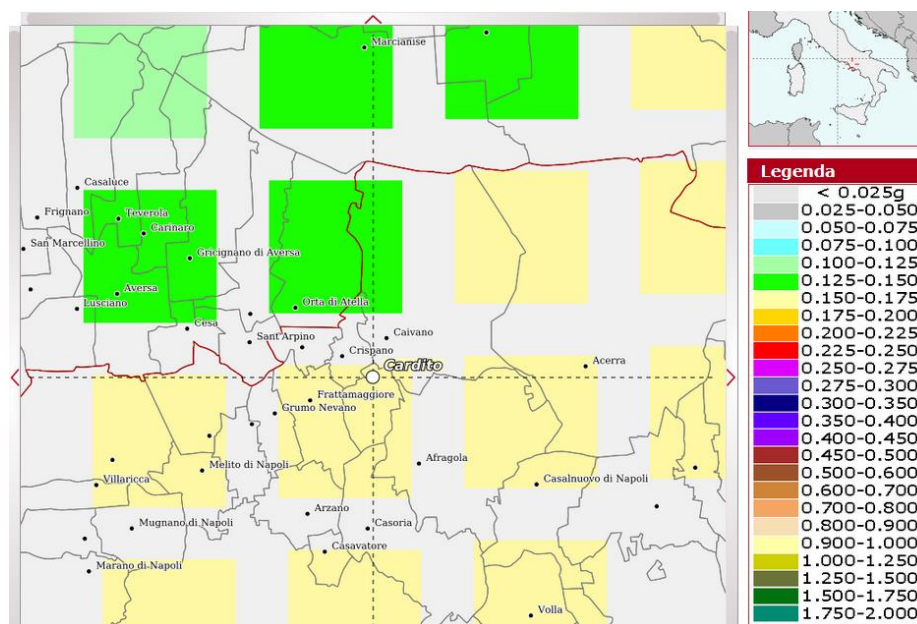 Marcianise
Casaluce
Frignano
Teverola
Carinaro
San Marcellino
Gricignano di Aversa
Aversa
Lusciano
Orta di Atella
Cesa
Sant'Arpino
Caivano
Crispano
Cardito
Acerra
Frattamaggiore
Grumo Nevano
Afragola
Melito di Napoli
Villaricca
Casalnuovo di Napoli
Arzano
Mugnano di Napoli
Casoria
Casavatore
Marano di Napoli
Volla
Legenda
< 0.025g
0.025-0.050
0.050-0.075
0.075-0.100
0.100-0.125
0.125-0.150
0.150-0.175
0.175-0.200
0.200-0.225
0.225-0.250
0.250-0.275
0.275-0.300
0.300-0.350
0.350-0.400
0.400-0.450
0.450-0.500
0.500-0.600
0.600-0.700
0.700-0.800
0.800-0.900
0.900-1.000
1.000-1.250
1.250-1.500
1.500-1.750
1.750-2.000